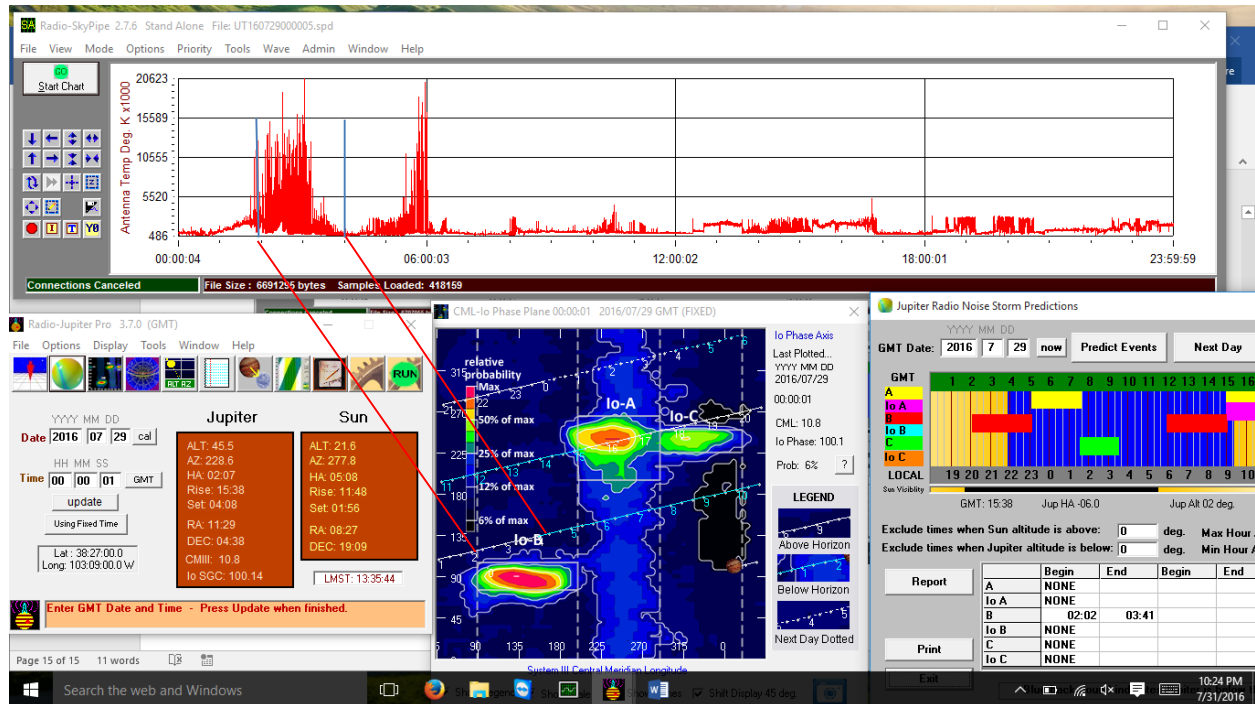 Radio-SkyPipe 2.7.6 Stand Alone File: UT160729000005.spd
File View Mode Options Priority Tools Wave Admin Window Help
GO
Start Chart
Antenna Temp Deg. K x1000
20623
15589
10555
5520
486
00:00:04 06:00:03 12:00:02 18:00:01 23:59:59
Connections Canceled File Size : 6691295 bytes Samples Loaded: 418159
Radio-Jupiter Pro 3.7.0 (GMT)
File Options Display Tools Window Help
ALT AZ
RUN
YYYY MM DD
Date 2016 07 29 cal
HH MM SS
Time 00 00 01 GMT
update
Using Fixed Time
Lat : 38:27:00.0
Long: 103:09:00.0 W
Jupiter
ALT: 45.5
AZ: 228.6
HA: 02:07
Rise: 15:38
Set: 04:08
RA: 11:29
DEC: 04:38
CMIII: 10.8
Io SGC: 100.14
Sun
ALT: 21.6
AZ: 277.8
HA: 05:08
Rise: 11:48
Set: 01:56
RA: 08:27
DEC: 19:09
LMST: 13:35:44
Enter GMT Date and Time - Press Update when finished.
Page 15 of 15 11 words
CML-Io Phase Plane 00:00:01 2016/07/29 GMT (FIXED)
relative
probability
Max
50% of max
25% of max
12% of max
6% of max
Io-A
Io-C
Io-B
315
270
225
180
135
90
45
90 135 180 225 270 315 0
System III Central Meridian Longitude
Io Phase Axis
Last Plotted...
YYYY MM DD
2016/07/29
00:00:01
CML: 10.8
Io Phase: 100.1
Prob: 6% ?
LEGEND
Above Horizon
Below Horizon
Next Day Dotted
Shift Display 45 deg.
Jupiter Radio Noise Storm Predictions
YYYY MM DD
GMT Date: 2016 7 29 now Predict Events Next Day
GMT 1 2 3 4 5 6 7 8 9 10 11 12 13 14 15 16
A
Io A
B
Io B
C
Io C
LOCAL 19 20 21 22 23 0 1 2 3 4 5 6 7 8 9 10
Sun Visiblity
GMT: 15:38 Jup HA -06.0 Jup Alt 02 deg.
Exclude times when Sun altitude is above: 0 deg. Max Hour
Exclude times when Jupiter altitude is below: 0 deg. Min Hour
Report
Print
Exit
Begin End Begin End
A NONE
Io A NONE
B 02:02 03:41
Io B NONE
C NONE
Io C NONE
Search the web and Windows
10:24 PM
7/31/2016